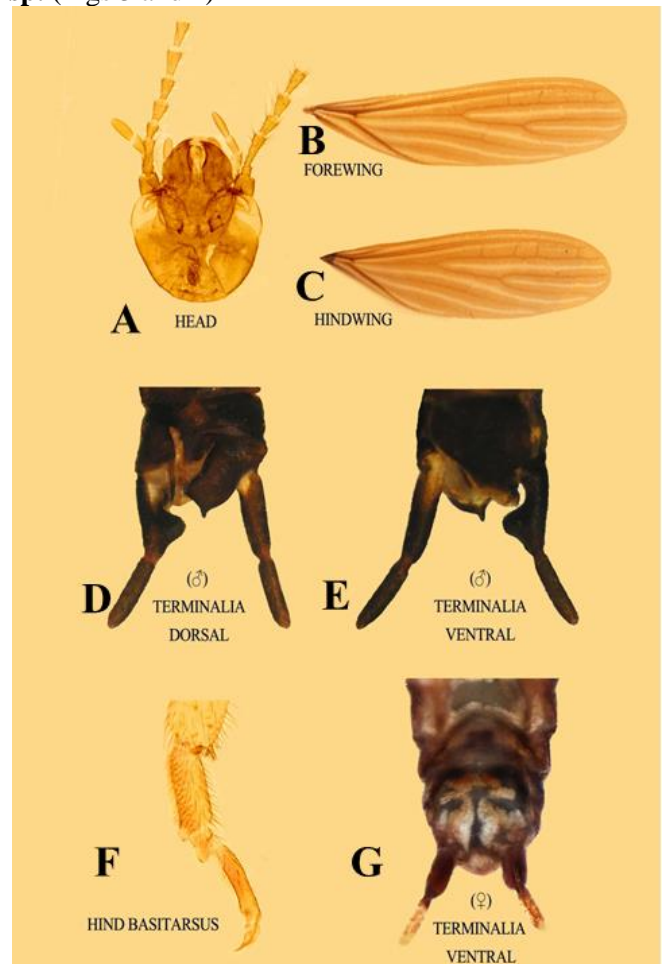 B
FOREWING
A
HEAD
C
HINDWING
D
(♂)
TERMINALIA
DORSAL
E
(♂)
TERMINALIA
VENTRAL
F
HIND BASITARSUS
G
(♀)
TERMINALIA
VENTRAL